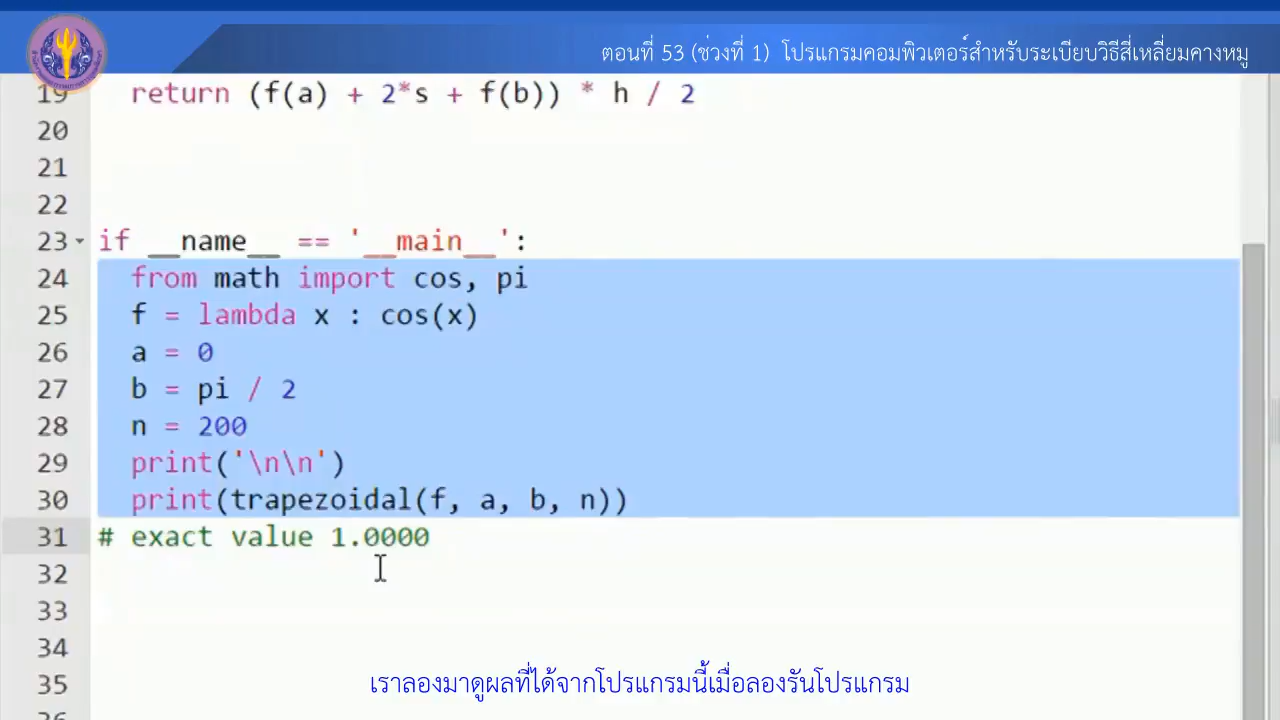 ตอนที่ 53 (ช่วงที่ 1) โปรแกรมคอมพิวเตอร์สำหรับระเบียบวิธีสี่เหลี่ยมคางหมู
19 return (f(a) + 2*s + f(b)) * h / 2
20
21
22
23 if __name__ == '__main__':
24 from math import cos, pi
25 f = lambda x : cos(x)
26 a = 0
27 b = pi / 2
28 n = 200
29 print('\n\n')
30 print(trapezoidal(f, a, b, n))
31 # exact value 1.0000
32
33
34
35
เราลองมาดูผลที่ได้จากโปรแกรมนี้เมื่อลองรันโปรแกรม